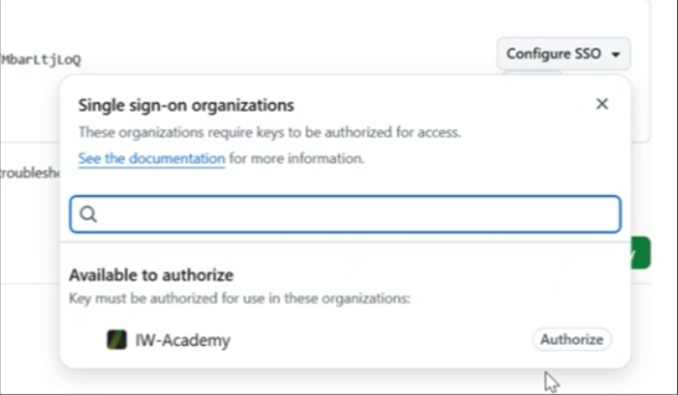 MbarLtjLoQ
Configure SSO
Single sign-on organizations
These organizations require keys to be authorized for access.
See the documentation for more information.
Available to authorize
Key must be authorized for use in these organizations:
IW-Academy
Authorize